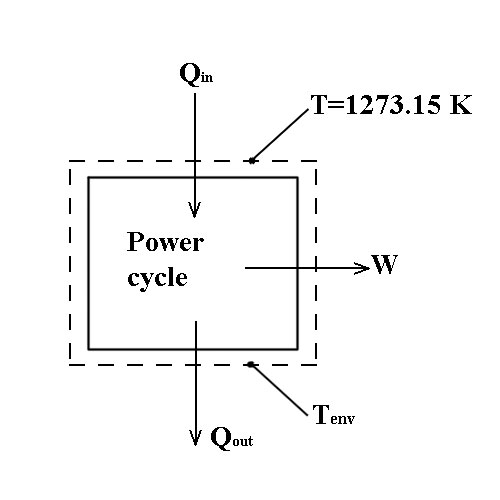 Qin
T=1273.15 K
Power
cycle
W
Tenv
Qout